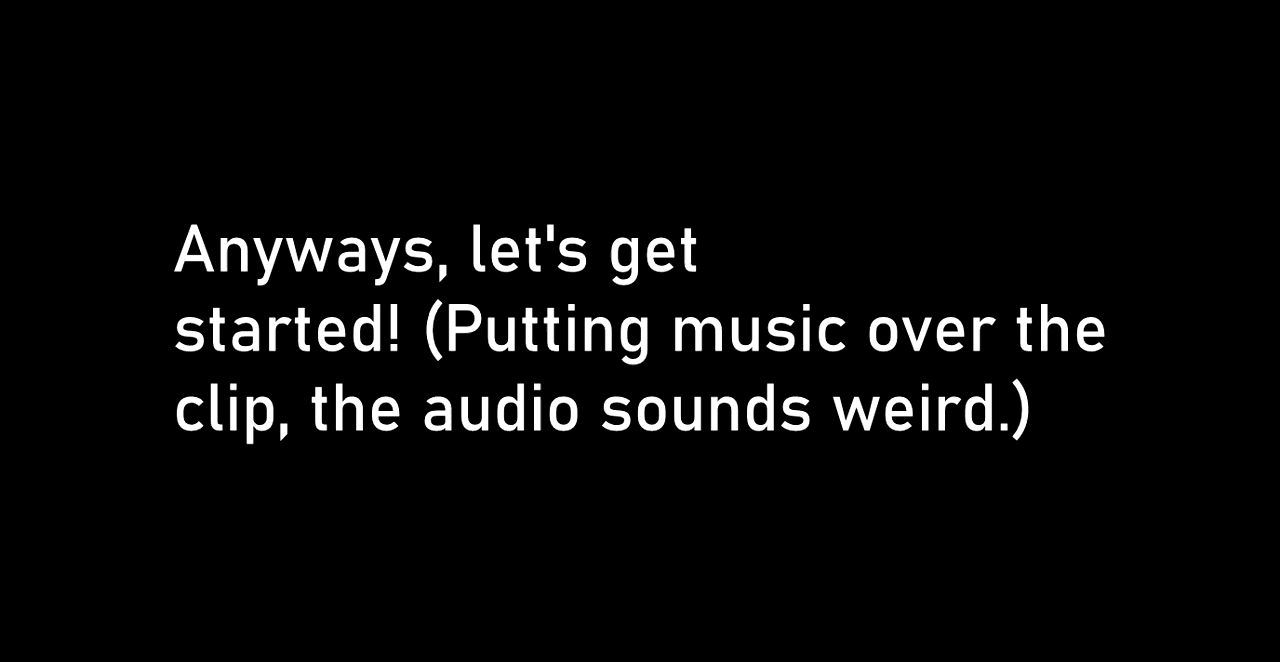 Anyways, let's get
started! (Putting music over the
clip, the audio sounds weird.)